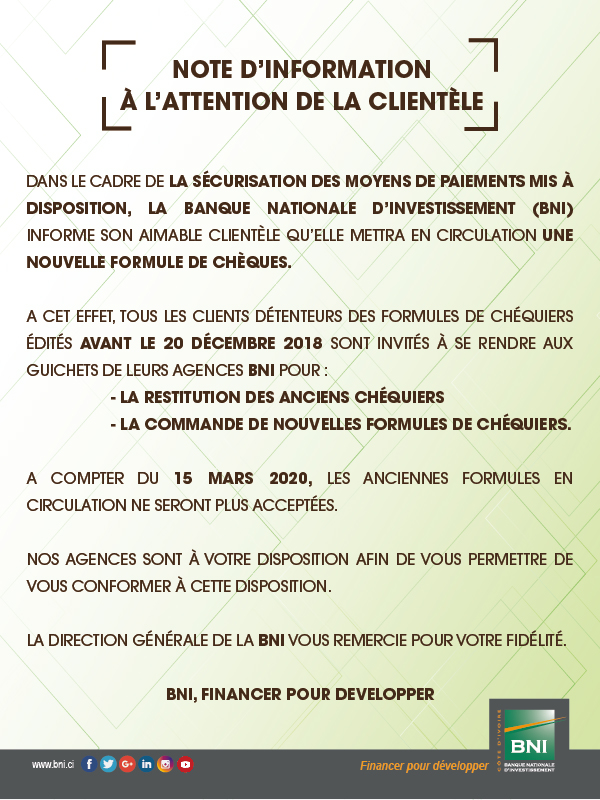 NOTE D'INFORMATION
À L'ATTENTION DE LA CLIENTÈLE
DANS LE CADRE DE LA SÉCURISATION DES MOYENS DE PAIEMENTS MIS À
DISPOSITION, LA BANQUE NATIONALE D'INVESTISSEMENT (BNI)
INFORME SON AIMABLE CLIENTÈLE QU'ELLE METTRA EN CIRCULATION UNE
NOUVELLE FORMULE DE CHÈQUES.
A CET EFFET, TOUS LES CLIENTS DÉTENTEURS DES FORMULES DE CHÉQUIERS
ÉDITÉS AVANT LE 20 DÉCEMBRE 2018 SONT INVITÉS À SE RENDRE AUX
GUICHETS DE LEURS AGENCES BNI POUR :
- LA RESTITUTION DES ANCIENS CHÉQUIERS
- LA COMMANDE DE NOUVELLES FORMULES DE CHÉQUIERS.
A COMPTER DU 15 MARS 2020, LES ANCIENNES FORMULES EN
CIRCULATION NE SERONT PLUS ACCEPTÉES.
NOS AGENCES SONT À VOTRE DISPOSITION AFIN DE VOUS PERMETTRE DE
VOUS CONFORMER À CETTE DISPOSITION.
LA DIRECTION GÉNÉRALE DE LA BNI VOUS REMERCIE POUR VOTRE FIDÉLITÉ.
BNI, FINANCER POUR DEVELOPPER
www.bni.ci
Financer pour développer
CÔTE D'IVOIRE
BNI
BANQUE NATIONALE
D'INVESTISSEMENT